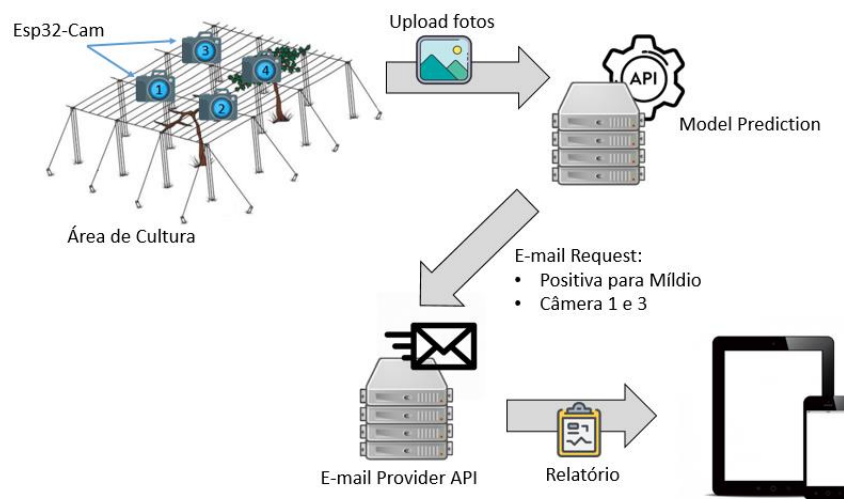 Upload fotos
Esp32-Cam
3
4
1
2
API
Model Prediction
Área de Cultura
E-mail Request:
• Positiva para Míldio
• Câmera 1 e 3
E-mail Provider API
Relatório